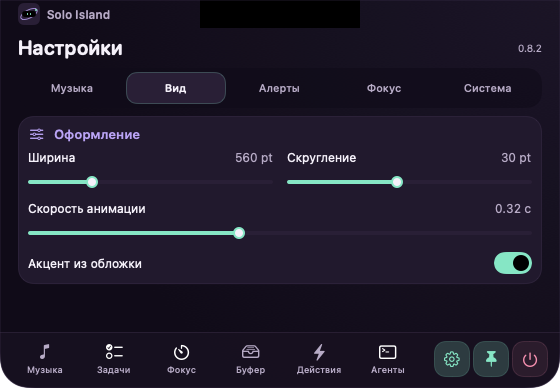 Solo Island
Настройки
0.8.2
Музыка Вид Алерты Фокус Система
Оформление
Ширина 560 pt Скругление 30 pt
Скорость анимации 0.32 с
Акцент из обложки
Музыка Задачи Фокус Буфер Действия Агенты